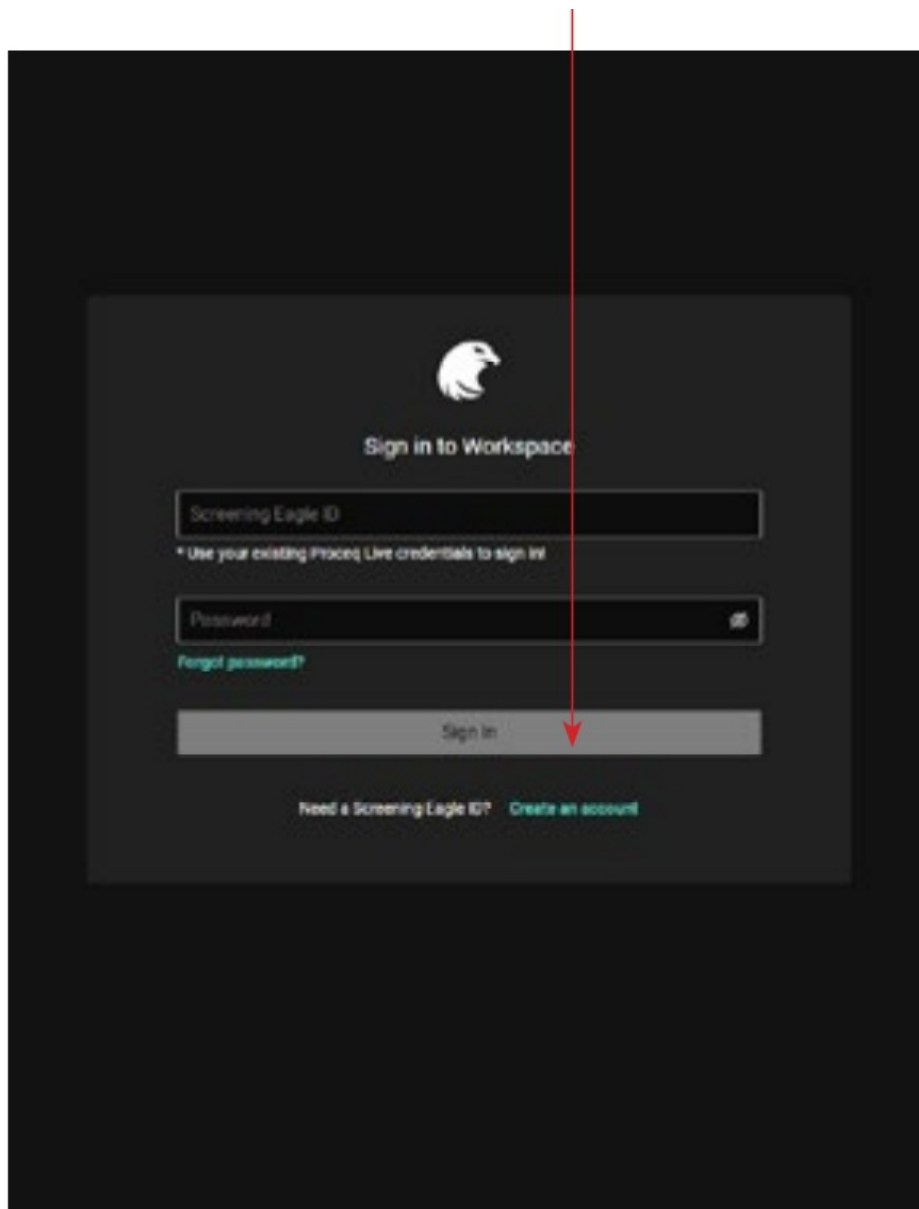 Sign in to Workspace
Screening Eagle ID
* Use your existing Proceq Live credentials to sign in!
Password
Forgot password?
Sign In
Need a Screening Eagle ID? Create an account